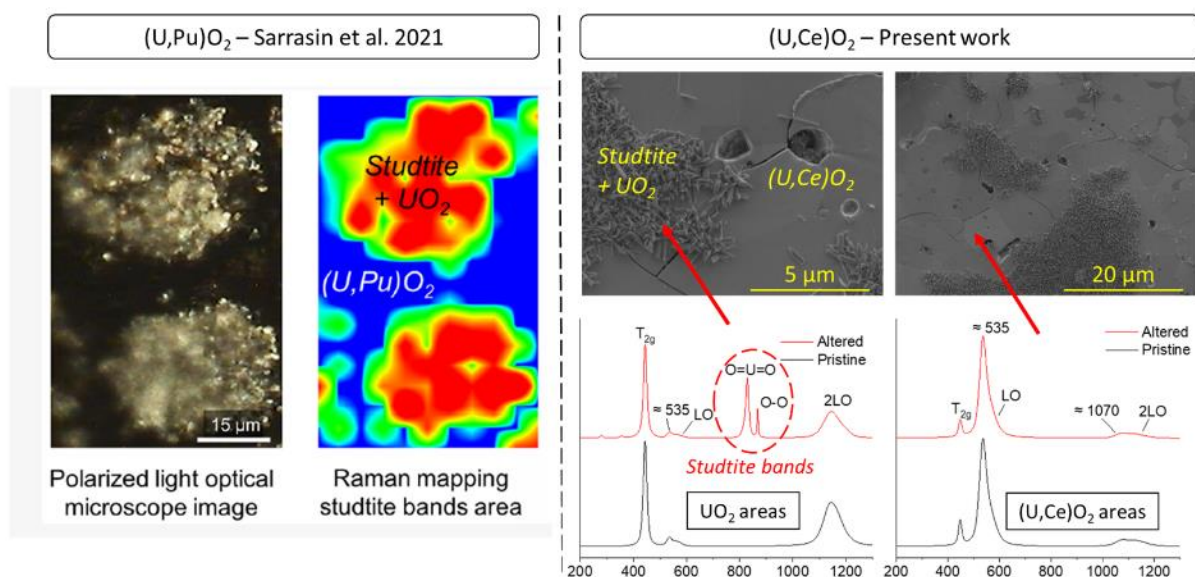 (U,Pu)O₂ – Sarrasin et al. 2021
Studtite
+ UO₂
(U,Pu)O₂
15 µm
Polarized light optical
microscope image
Raman mapping
studtite bands area
(U,Ce)O₂ – Present work
Studtite
+ UO₂
(U,Ce)O₂
5 µm
20 µm
Altered
Pristine
T₂g
≈ 535
LO
O=U=O
O-O
2LO
Studtite bands
UO₂ areas
200 400 600 800 1000 1200
Altered
Pristine
≈ 535
T₂g
LO
≈ 1070
2LO
(U,Ce)O₂ areas
200 400 600 800 1000 1200